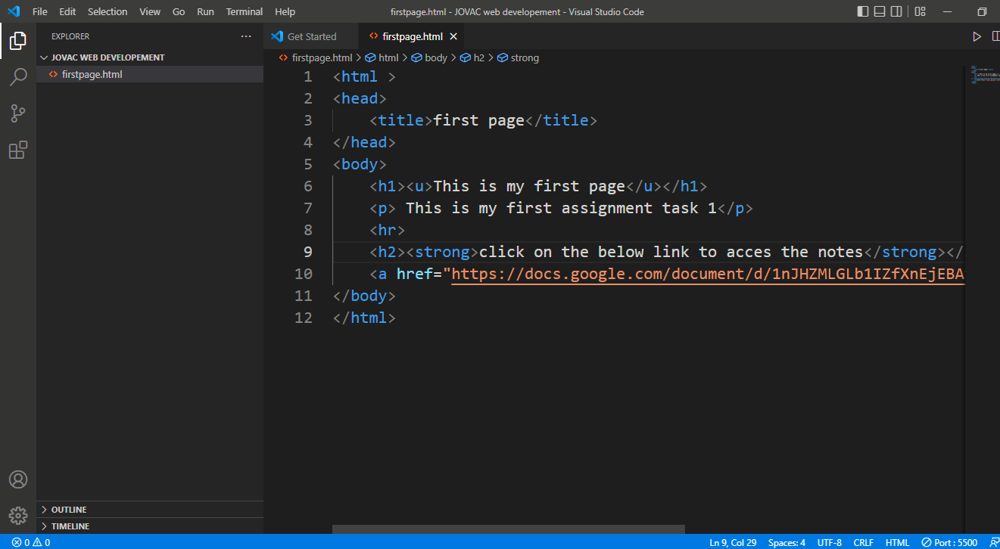 File Edit Selection View Go Run Terminal Help firstpage.html - JOVAC web developement - Visual Studio Code
EXPLORER ···
JOVAC WEB DEVELOPEMENT
firstpage.html
OUTLINE
TIMELINE
Get Started firstpage.html
firstpage.html > html > body > h2 > strong
1 <html >
2 <head>
3 <title>first page</title>
4 </head>
5 <body>
6 <h1><u>This is my first page</u></h1>
7 <p> This is my first assignment task 1</p>
8 <hr>
9 <h2><strong>click on the below link to acces the notes</strong></
10 <a href="https://docs.google.com/document/d/1nJHZMLGLb1IZfXnEjEBA
11 </body>
12 </html>
0 0 Ln 9, Col 29 Spaces: 4 UTF-8 CRLF HTML Port : 5500